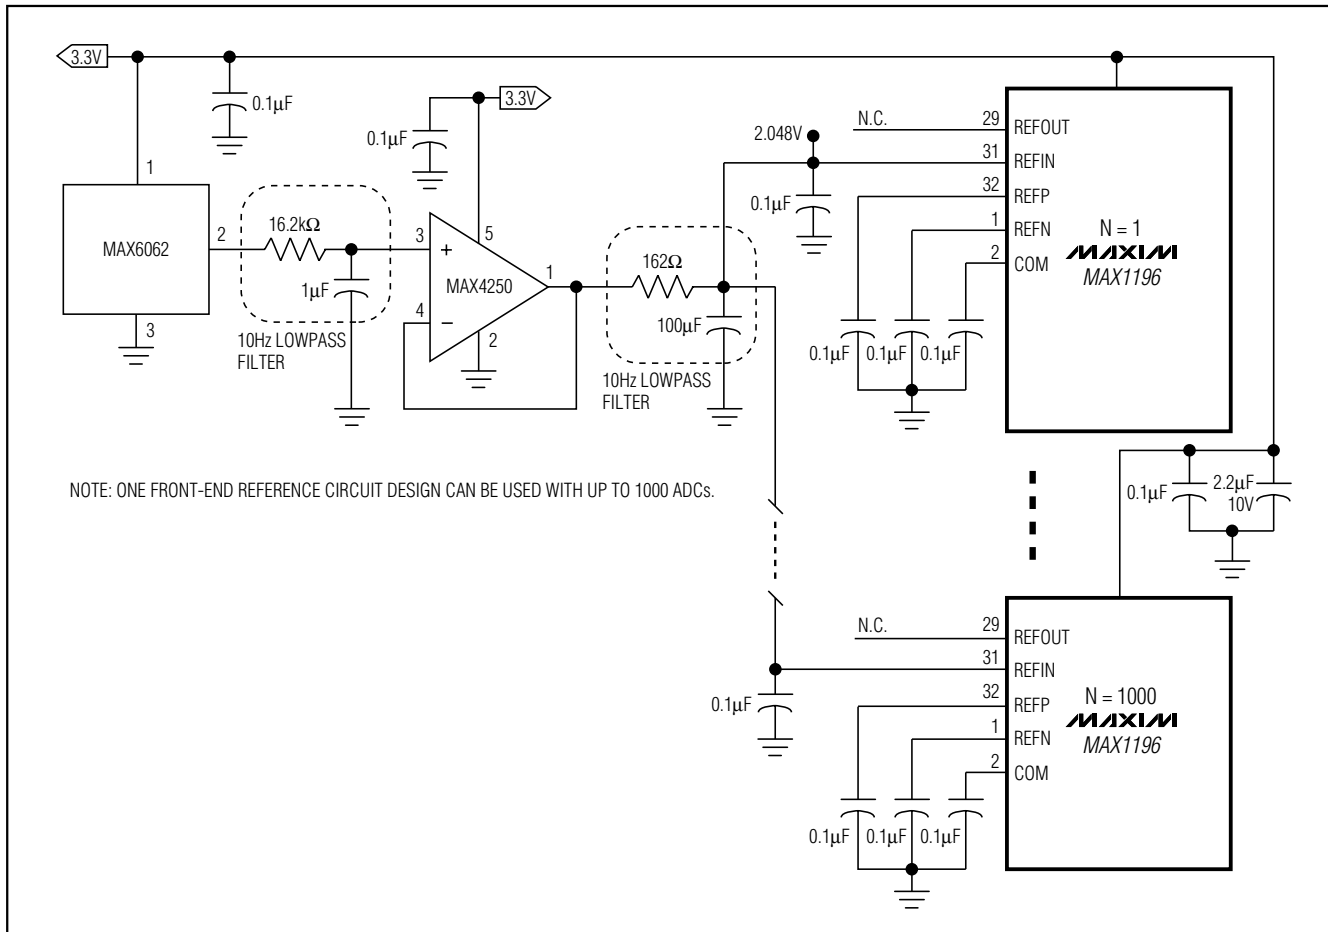 3.3V
0.1µF
3.3V
0.1µF
1
MAX6062
2
3
16.2kΩ
1µF
10Hz LOWPASS
FILTER
3
+
MAX4250
4
−
5
1
2
162Ω
100µF
10Hz LOWPASS
FILTER
2.048V
0.1µF
N.C.
29
REFOUT
31
REFIN
32
REFP
1
REFN
2
COM
N = 1
MAXIM
MAX1196
0.1µF
0.1µF
0.1µF
NOTE: ONE FRONT-END REFERENCE CIRCUIT DESIGN CAN BE USED WITH UP TO 1000 ADCs.
0.1µF
2.2µF
10V
N.C.
29
REFOUT
31
REFIN
32
REFP
1
REFN
2
COM
N = 1000
MAXIM
MAX1196
0.1µF
0.1µF
0.1µF
0.1µF